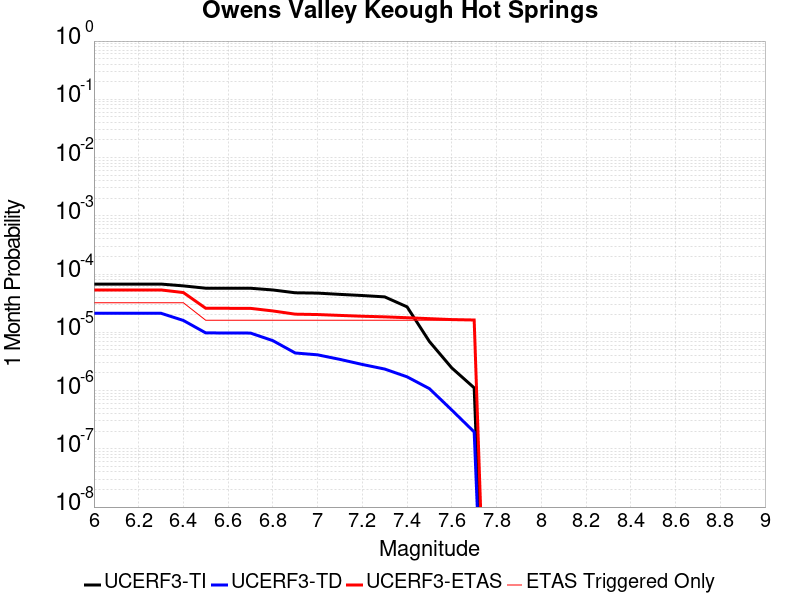 Owens Valley Keough Hot Springs
1 Month Probability
10^0
10^-1
10^-2
10^-3
10^-4
10^-5
10^-6
10^-7
10^-8
6 6.2 6.4 6.6 6.8 7 7.2 7.4 7.6 7.8 8 8.2 8.4 8.6 8.8 9
Magnitude
UCERF3-TI UCERF3-TD UCERF3-ETAS ETAS Triggered Only